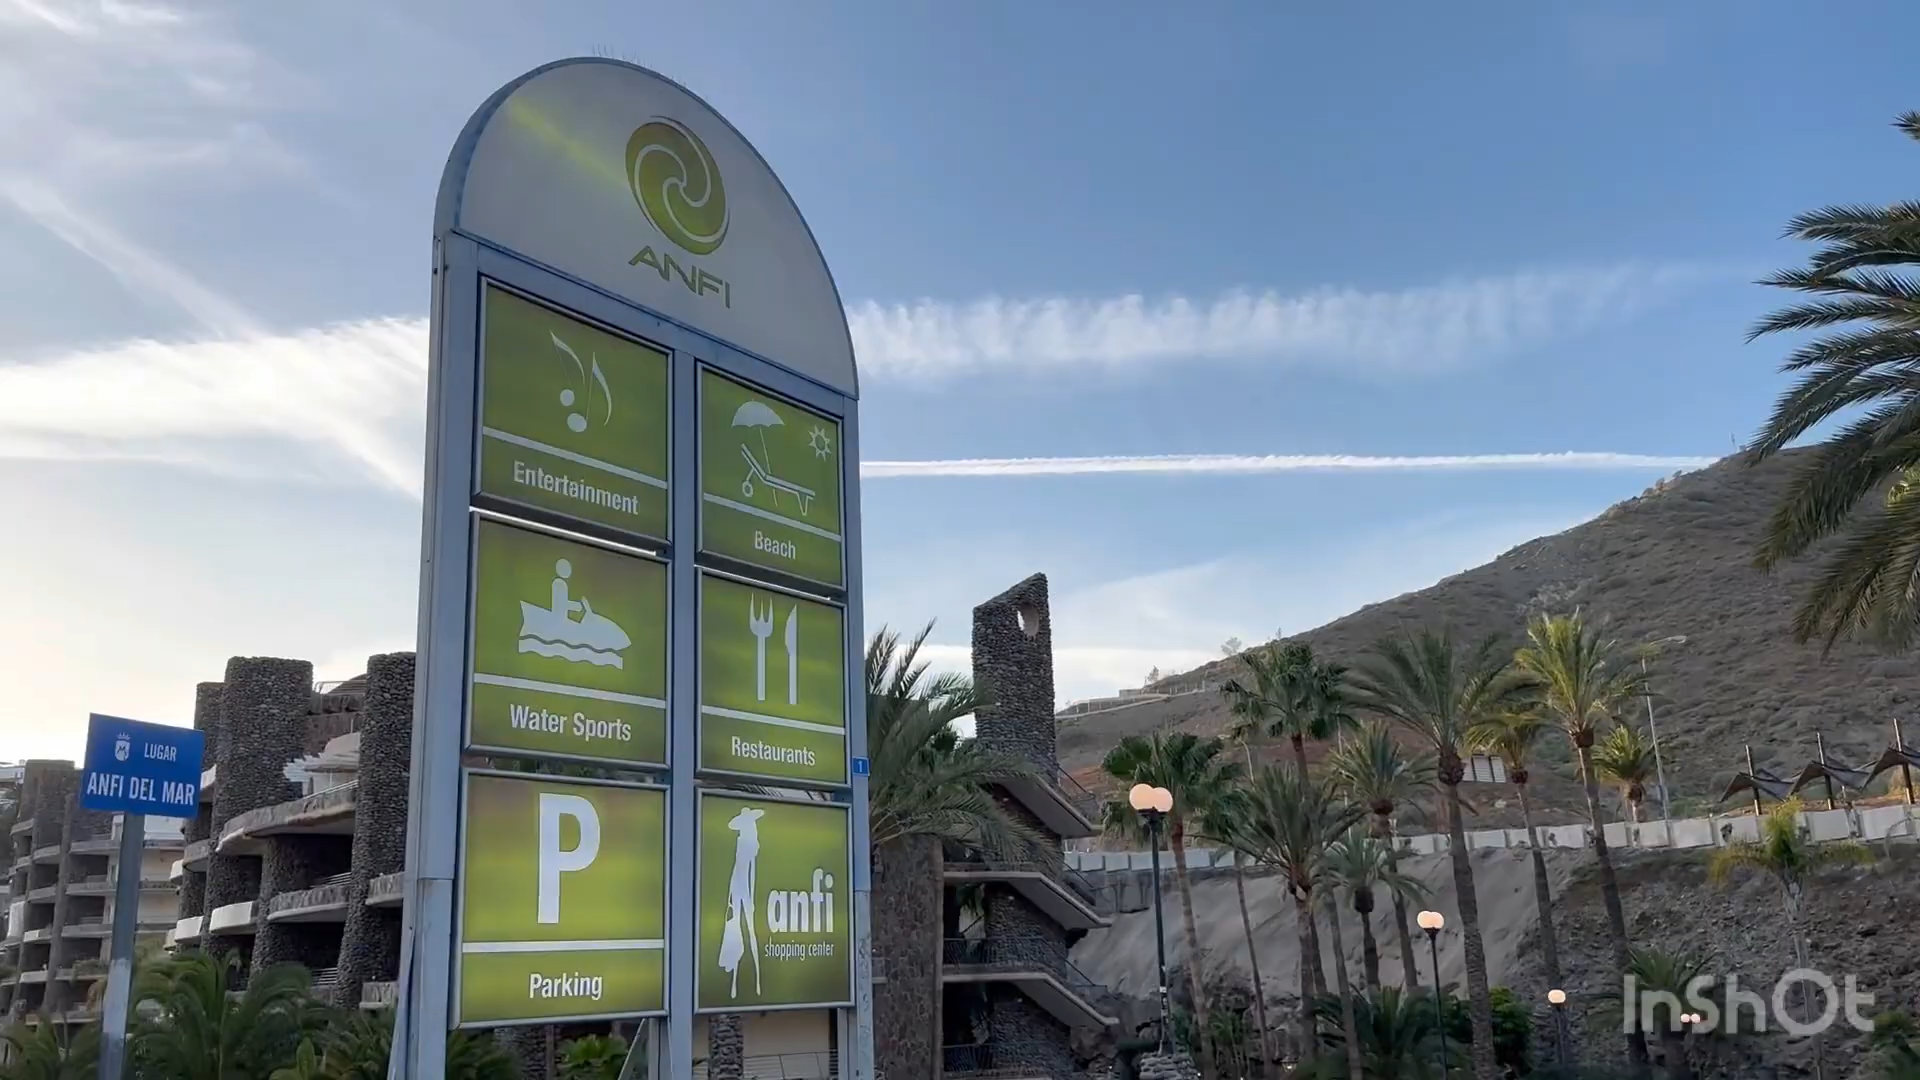 ANFI
Entertainment
Beach
Water Sports
Restaurants
P
Parking
anfi
shopping center
LUGAR
ANFI DEL MAR
1
InShOt